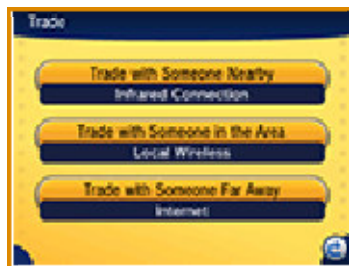 Trade
Trade with Someone Nearby
Infrared Connection
Trade with Someone in the Area
Local Wireless
Trade with Someone Far Away
Internet